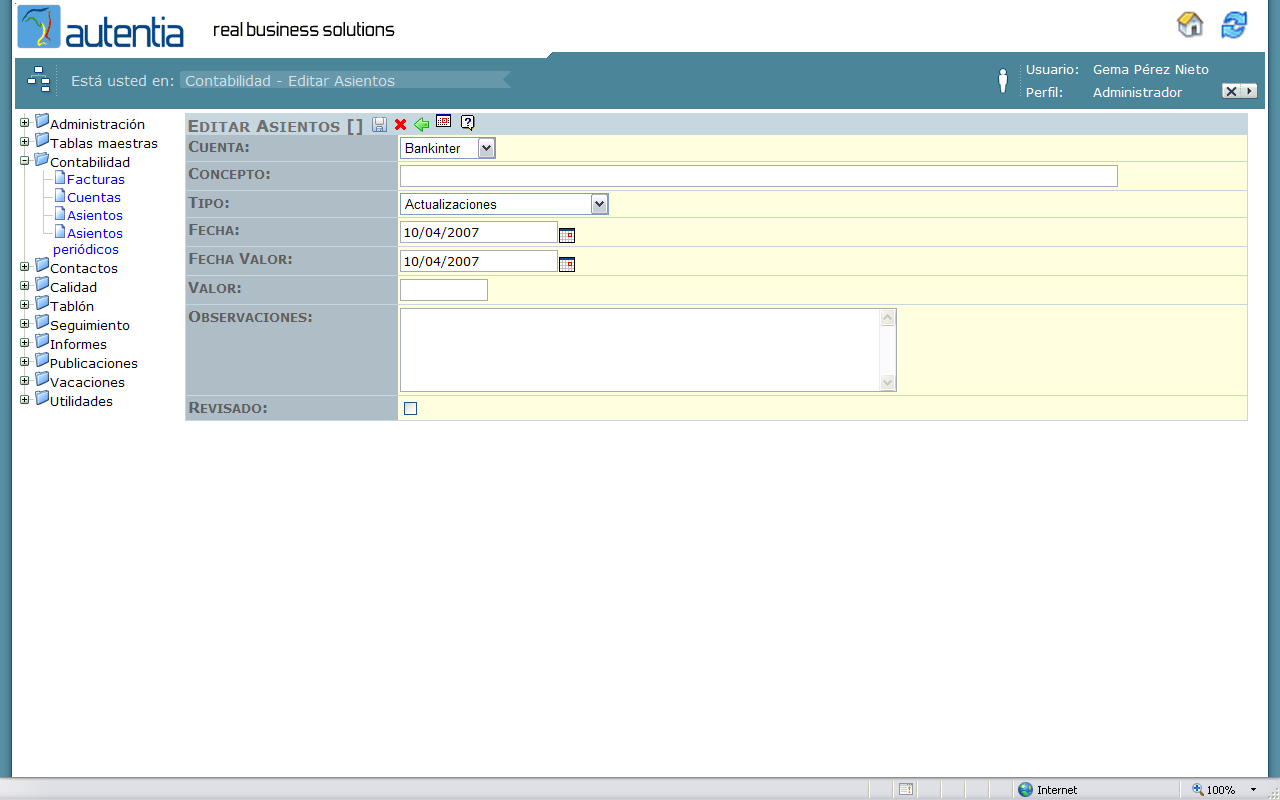 autentia real business solutions
Está usted en: Contabilidad - Editar Asientos
Usuario: Gema Pérez Nieto
Perfil: Administrador
Administración
Tablas maestras
Contabilidad
Facturas
Cuentas
Asientos
Asientos
periódicos
Contactos
Calidad
Tablón
Seguimiento
Informes
Publicaciones
Vacaciones
Utilidades
EDITAR ASIENTOS []
CUENTA: Bankinter
CONCEPTO:
TIPO: Actualizaciones
FECHA: 10/04/2007
FECHA VALOR: 10/04/2007
VALOR:
OBSERVACIONES:
REVISADO:
Internet 100%